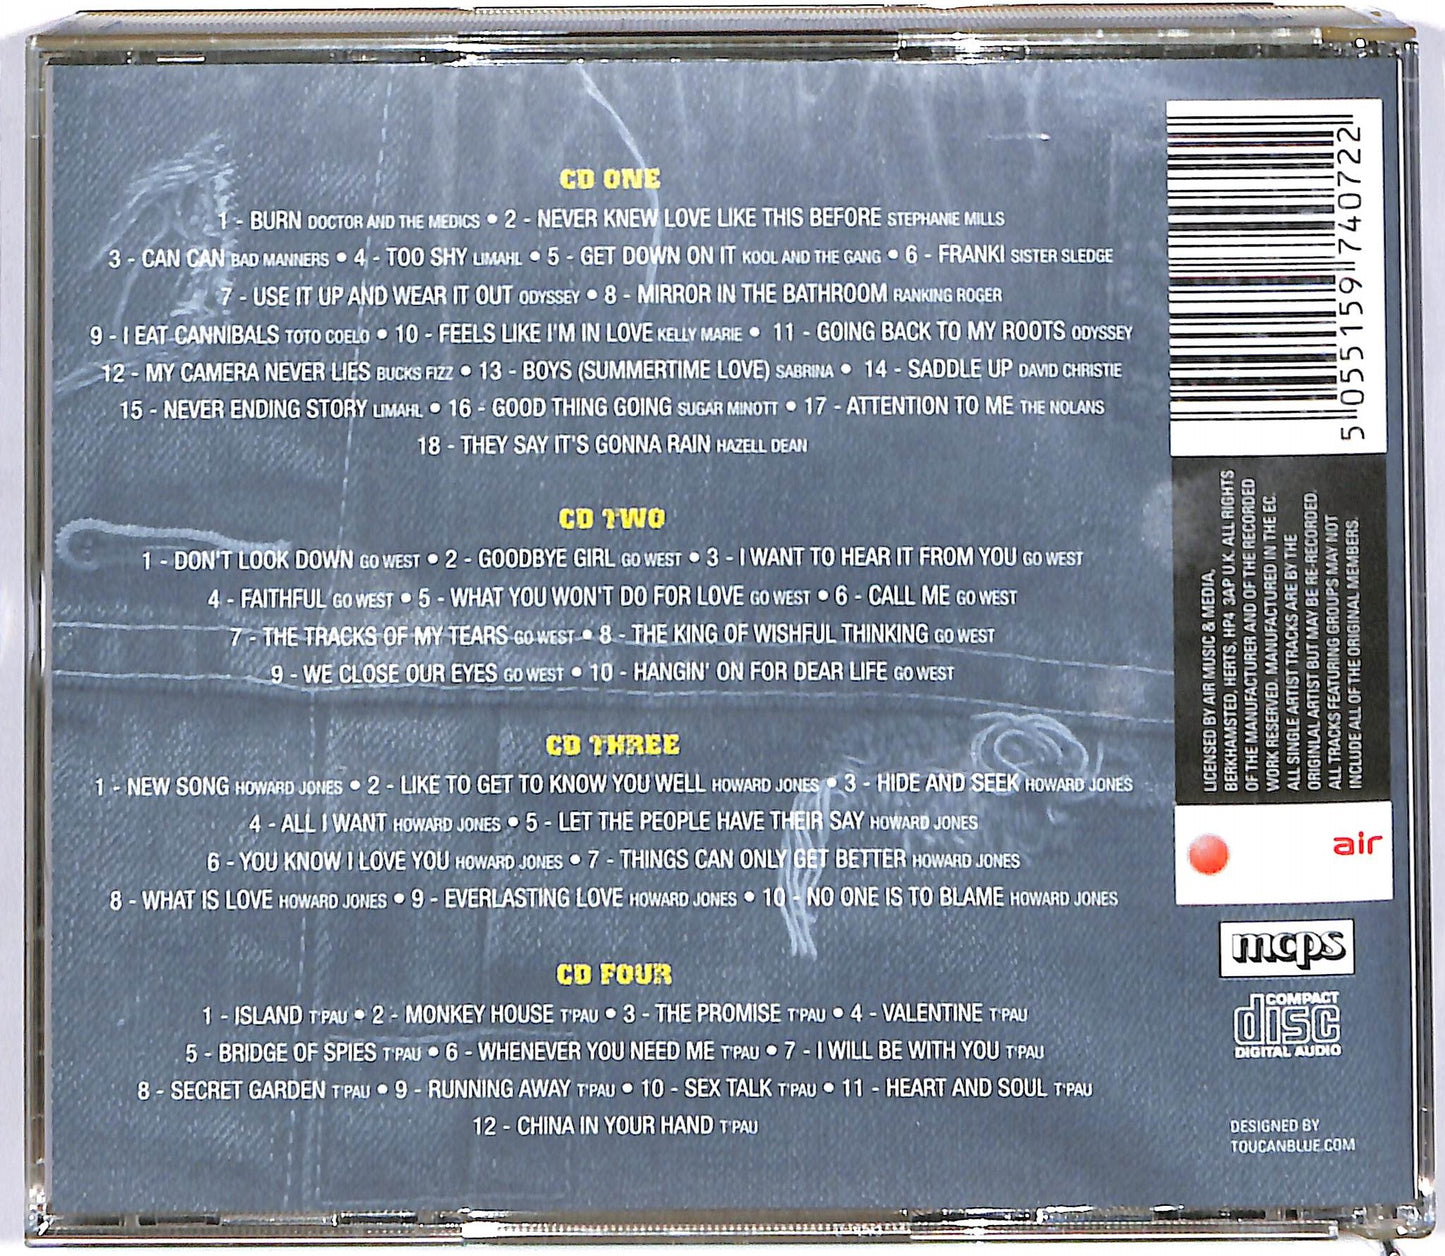 CD ONE
1 - BURN DOCTOR AND THE MEDICS • 2 - NEVER KNEW LOVE LIKE THIS BEFORE STEPHANIE MILLS
3 - CAN CAN BAD MANNERS • 4 - TOO SHY LIMAHL • 5 - GET DOWN ON IT KOOL AND THE GANG • 6 - FRANKI SISTER SLEDGE
7 - USE IT UP AND WEAR IT OUT ODYSSEY • 8 - MIRROR IN THE BATHROOM RANKING ROGER
9 - I EAT CANNIBALS TOTO COELO • 10 - FEELS LIKE I'M IN LOVE KELLY MARIE • 11 - GOING BACK TO MY ROOTS ODYSSEY
12 - MY CAMERA NEVER LIES BUCKS FIZZ • 13 - BOYS (SUMMERTIME LOVE) SABRINA • 14 - SADDLE UP DAVID CHRISTIE
15 - NEVER ENDING STORY LIMAHL • 16 - GOOD THING GOING SUGAR MINOTT • 17 - ATTENTION TO ME THE NOLANS
18 - THEY SAY IT'S GONNA RAIN HAZELL DEAN
CD TWO
1 - DON'T LOOK DOWN GO WEST • 2 - GOODBYE GIRL GO WEST • 3 - I WANT TO HEAR IT FROM YOU GO WEST
4 - FAITHFUL GO WEST • 5 - WHAT YOU WON'T DO FOR LOVE GO WEST • 6 - CALL ME GO WEST
7 - THE TRACKS OF MY TEARS GO WEST • 8 - THE KING OF WISHFUL THINKING GO WEST
9 - WE CLOSE OUR EYES GO WEST • 10 - HANGIN' ON FOR DEAR LIFE GO WEST
CD THREE
1 - NEW SONG HOWARD JONES • 2 - LIKE TO GET TO KNOW YOU WELL HOWARD JONES • 3 - HIDE AND SEEK HOWARD JONES
4 - ALL I WANT HOWARD JONES • 5 - LET THE PEOPLE HAVE THEIR SAY HOWARD JONES
6 - YOU KNOW I LOVE YOU HOWARD JONES • 7 - THINGS CAN ONLY GET BETTER HOWARD JONES
8 - WHAT IS LOVE HOWARD JONES • 9 - EVERLASTING LOVE HOWARD JONES • 10 - NO ONE IS TO BLAME HOWARD JONES
CD FOUR
1 - ISLAND T'PAU • 2 - MONKEY HOUSE T'PAU • 3 - THE PROMISE T'PAU • 4 - VALENTINE T'PAU
5 - BRIDGE OF SPIES T'PAU • 6 - WHENEVER YOU NEED ME T'PAU • 7 - I WILL BE WITH YOU T'PAU
8 - SECRET GARDEN T'PAU • 9 - RUNNING AWAY T'PAU • 10 - SEX TALK T'PAU • 11 - HEART AND SOUL T'PAU
12 - CHINA IN YOUR HAND T'PAU
5 055159 740722
LICENSED BY AIR MUSIC & MEDIA,
BERKHAMSTED, HERTS, HP4 3AP U.K. ALL RIGHTS
OF THE MANUFACTURER AND OF THE RECORDED
WORK RESERVED. MANUFACTURED IN THE EC.
ALL SINGLE ARTIST TRACKS ARE BY THE
ORIGINLAL ARTIST BUT MAY BE RE-RECORDED.
ALL TRACKS FEATURING GROUPS MAY NOT
INCLUDE ALL OF THE ORIGINAL MEMBERS.
air
mcps
COMPACT
disc
DIGITAL AUDIO
DESIGNED BY
TOUCANBLUE.COM